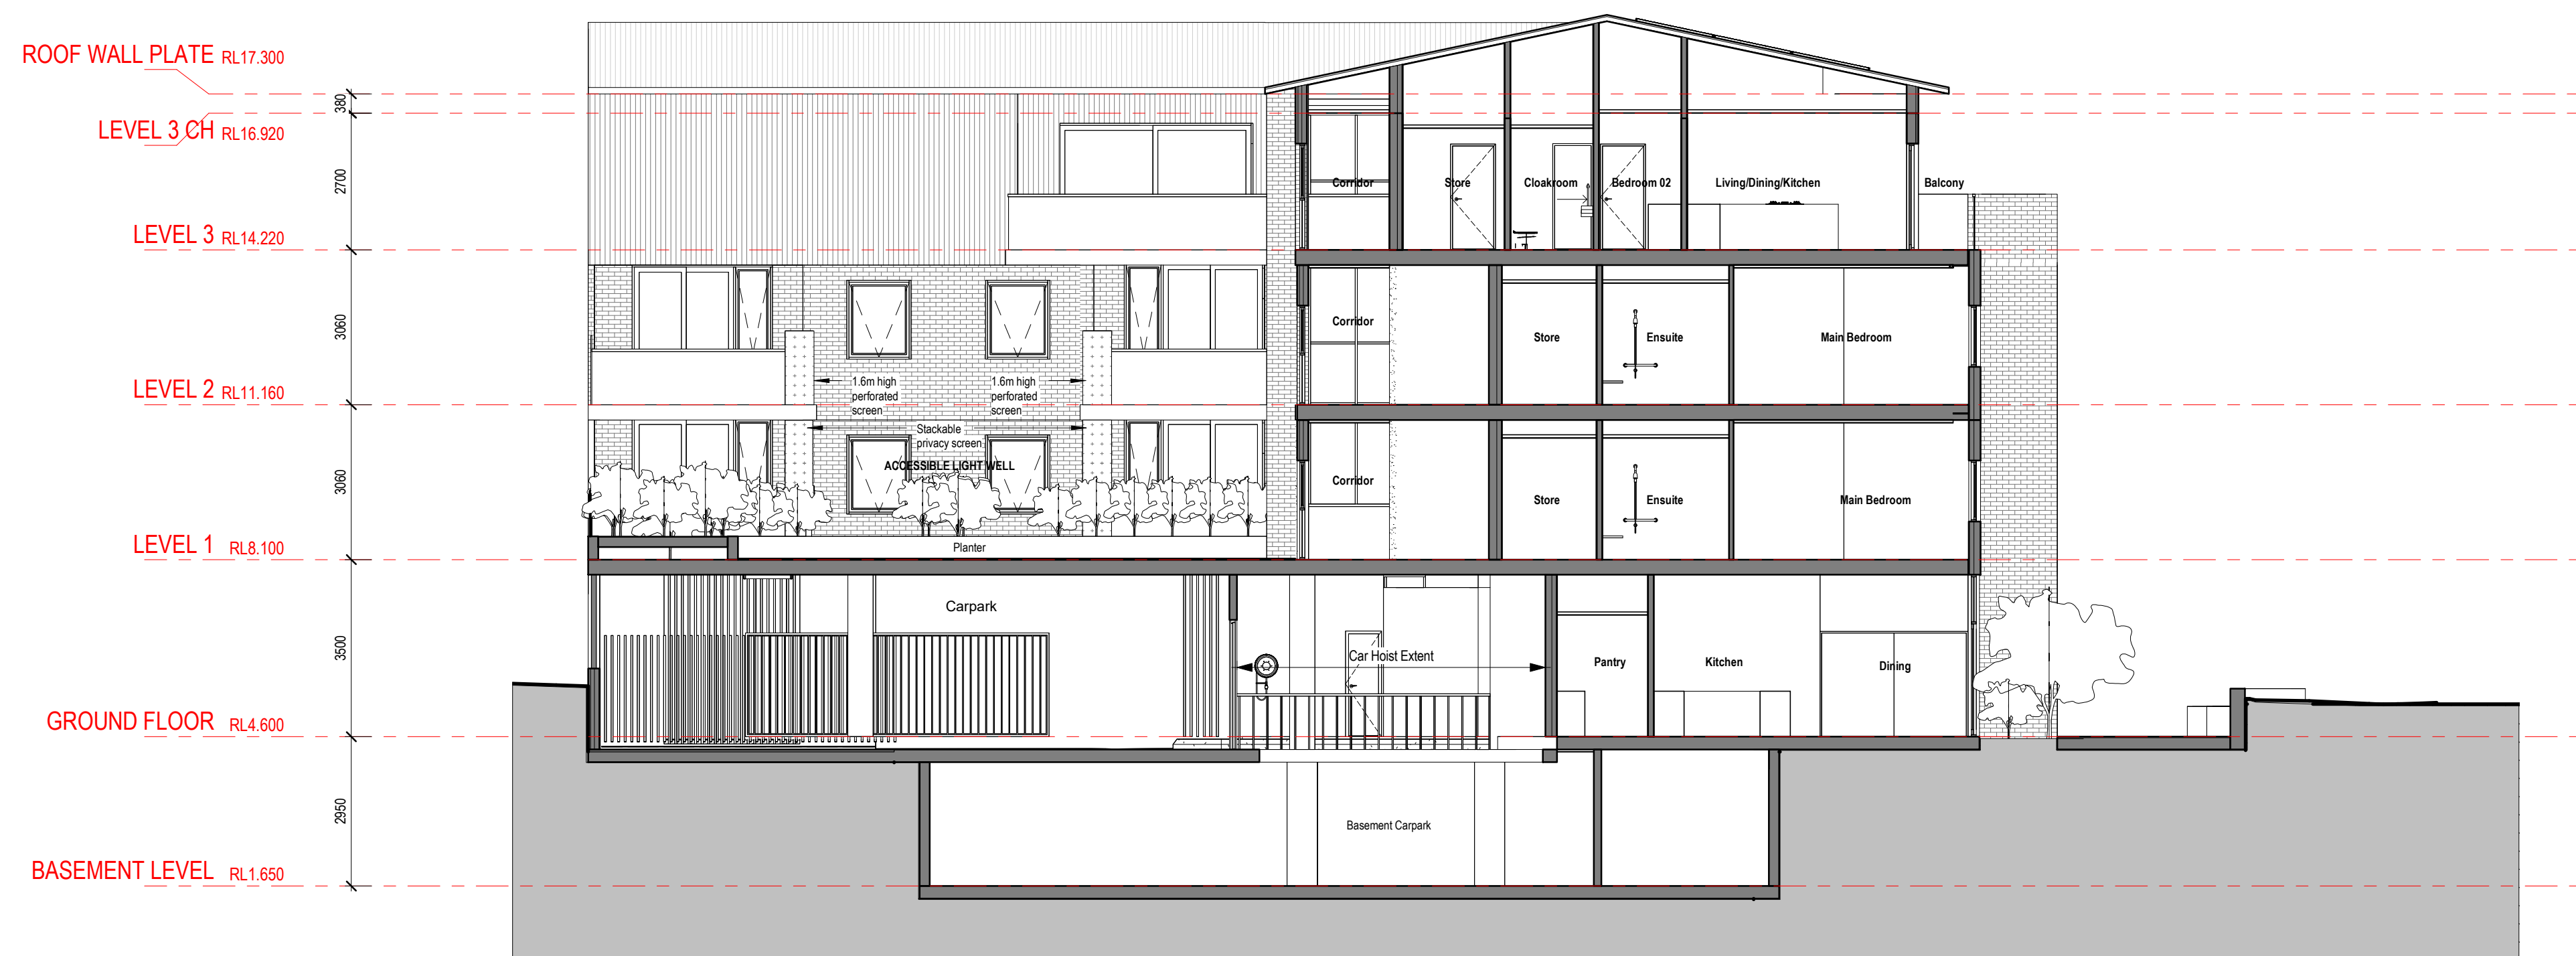 ROOF WALL PLATE RL17.300
380
LEVEL 3 CH RL16.920
2700
Corridor Store Cloakroom Bedroom 02 Living/Dining/Kitchen Balcony
LEVEL 3 RL14.220
3060
Corridor
Store Ensuite Main Bedroom
LEVEL 2 RL11.160
1.6m high
perforated
screen
1.6m high
perforated
screen
Stackable
privacy screen
ACCESSIBLE LIGHT WELL
3060
Corridor
Store Ensuite Main Bedroom
LEVEL 1 RL8.100
Planter
Carpark
3500
Car Hoist Extent
Pantry Kitchen Dining
GROUND FLOOR RL4.600
2950
Basement Carpark
BASEMENT LEVEL RL1.650